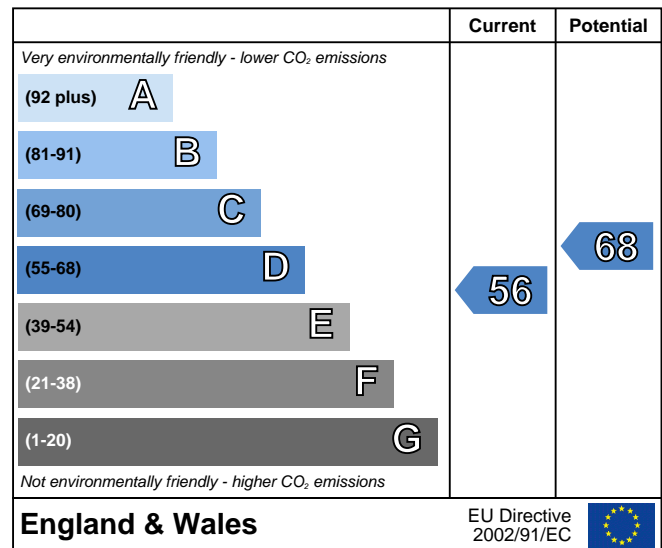 Current Potential
Very environmentally friendly - lower CO₂ emissions
(92 plus) A
(81-91) B
(69-80) C
(55-68) D
(39-54) E
(21-38) F
(1-20) G
56
68
Not environmentally friendly - higher CO₂ emissions
England & Wales
EU Directive
2002/91/EC